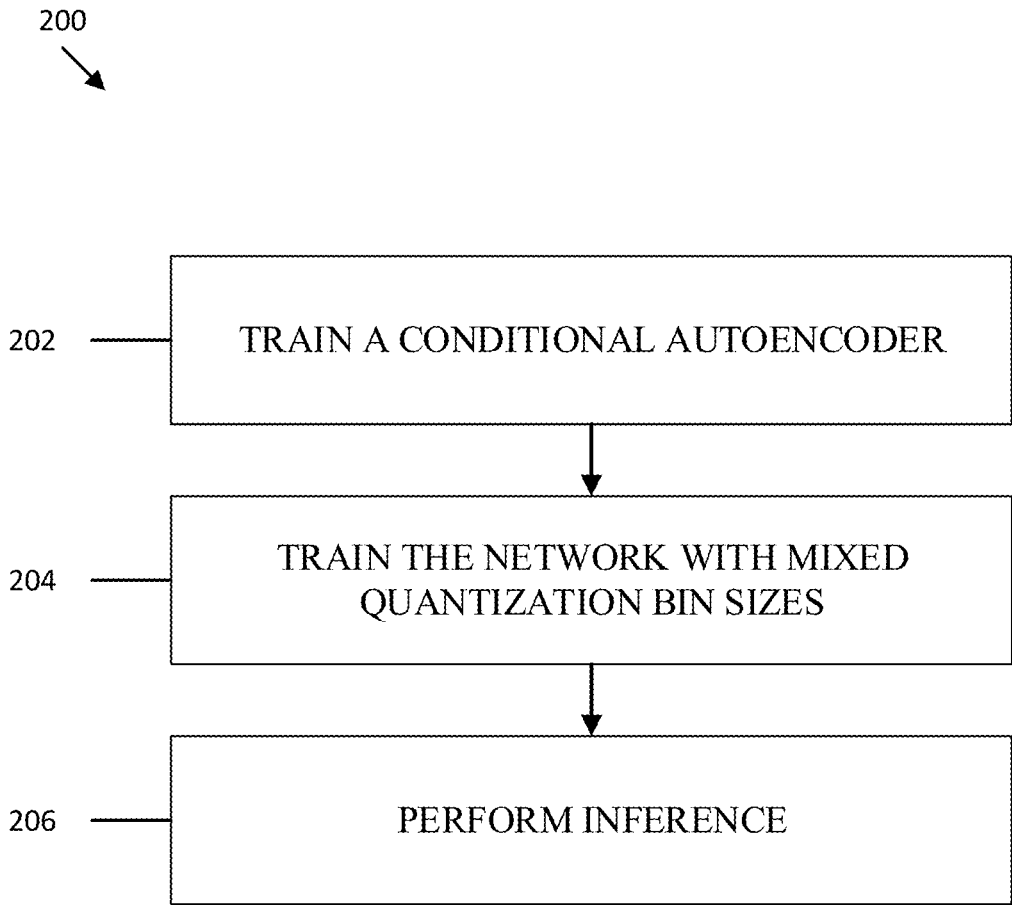 200
202
TRAIN A CONDITIONAL AUTOENCODER
204
TRAIN THE NETWORK WITH MIXED
QUANTIZATION BIN SIZES
206
PERFORM INFERENCE